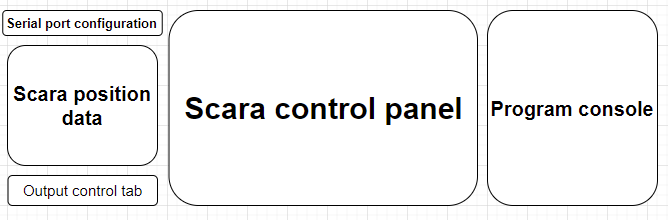 Serial port configuration
Scara position
data
Output control tab
Scara control panel
Program console